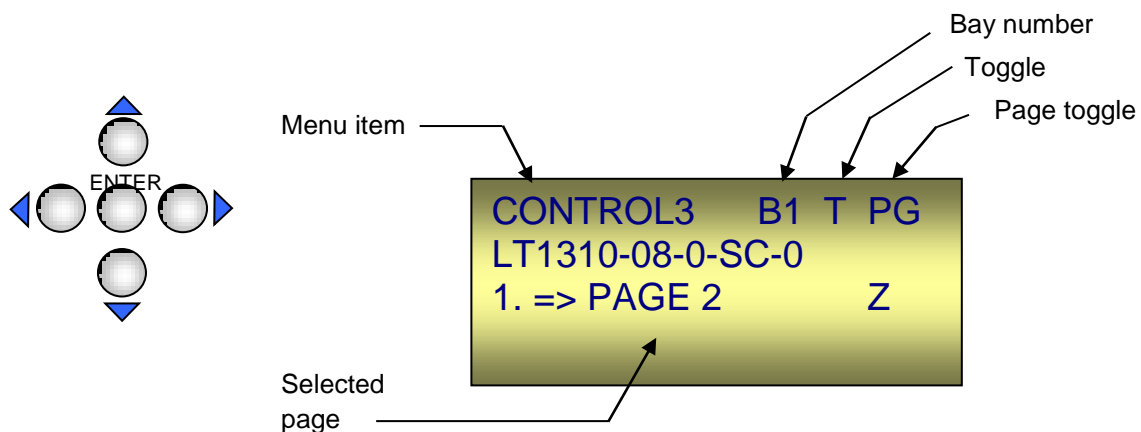 Bay number
Toggle
Page toggle
Menu item
ENTER
CONTROL3 B1 T PG
LT1310-08-0-SC-0
1. => PAGE 2 Z
Selected
page